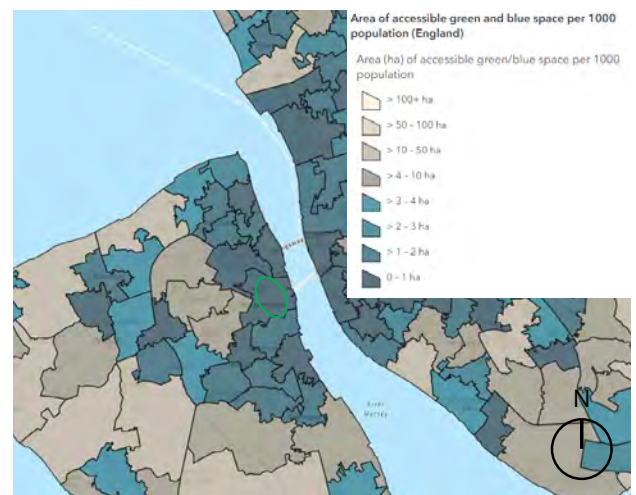 Area of accessible green and blue space per 1000
population (England)
Area (ha) of accessible green/blue space per 1000
population
> 100+ ha
> 50 - 100 ha
> 10 - 50 ha
> 4 - 10 ha
> 3 - 4 ha
> 2 - 3 ha
> 1 - 2 ha
0 - 1 ha
River
Mersey
N